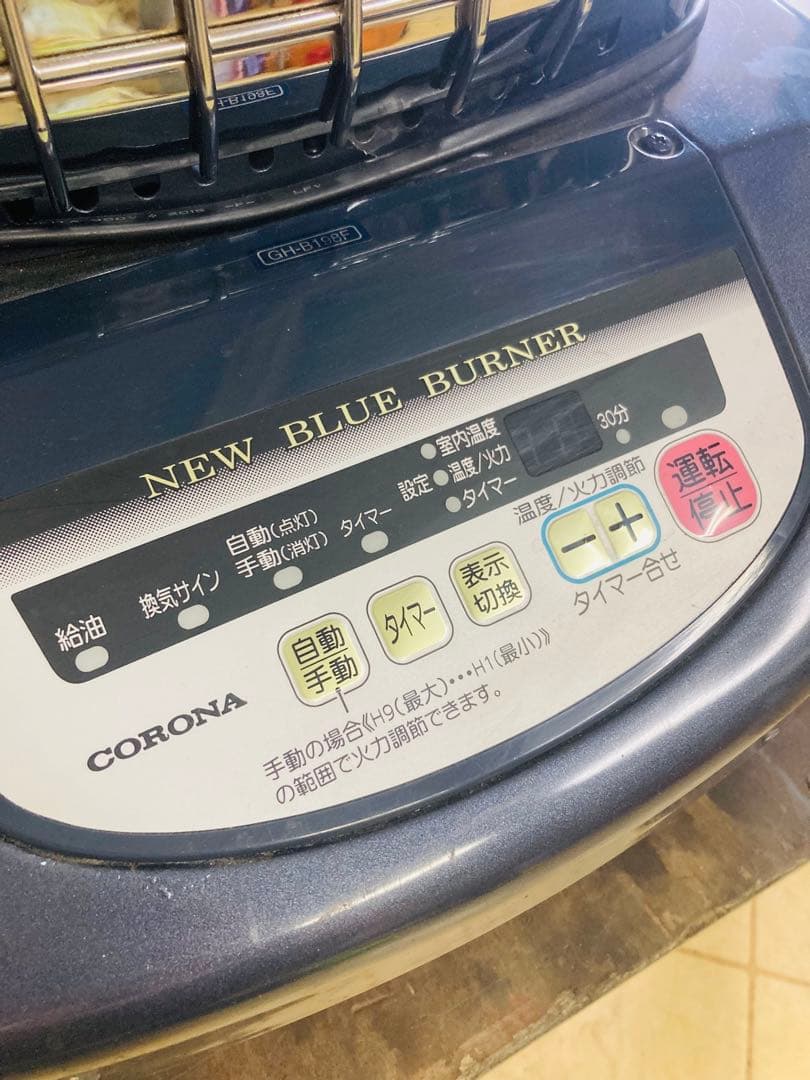 GH-B198F
NEW BLUE BURNER
給油
換気サイン
自動(点灯)
手動(消灯)
タイマー
設定
室内温度
温度/火力
タイマー
30分
運転
停止
温度/火力調節
－
＋
タイマー合せ
表示
切換
タイマー
自動
手動
CORONA
手動の場合《H9(最大)・・・H1(最小)》
の範囲で火力調節できます。